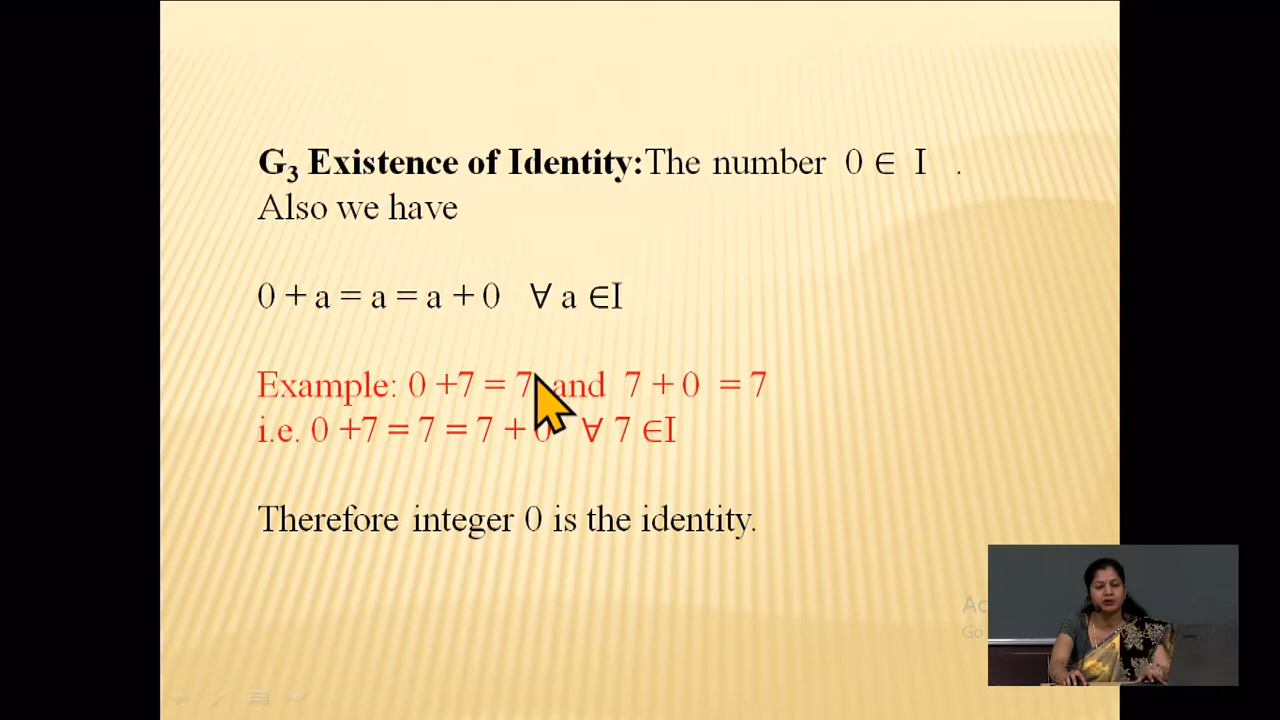 G₃ Existence of Identity:The number 0 ∈ I .
Also we have
0 + a = a = a + 0 ∀ a ∈I
Example: 0 +7 = 7 and 7 + 0 = 7
i.e. 0 +7 = 7 = 7 + 0 ∀ 7 ∈I
Therefore integer 0 is the identity.
Go